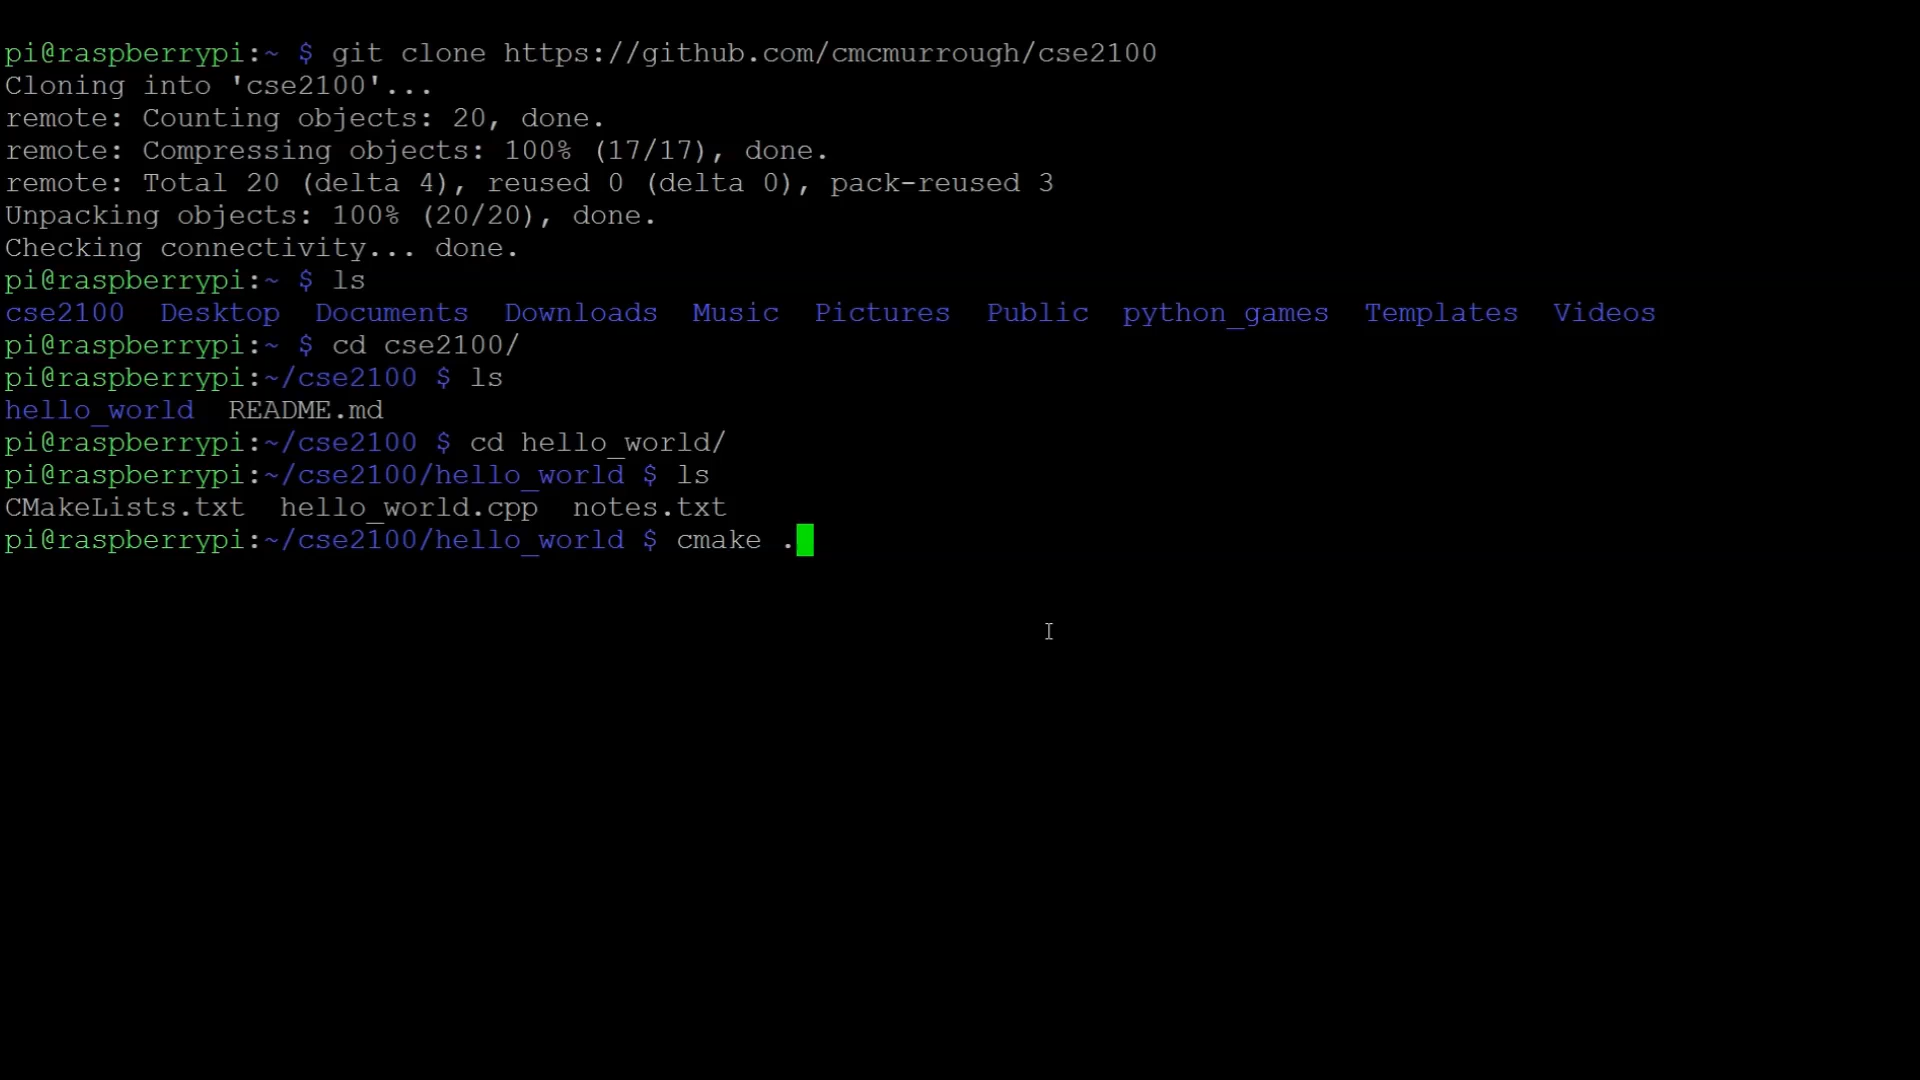 pi@raspberrypi:~ $ git clone https://github.com/cmcmurrough/cse2100
Cloning into 'cse2100'...
remote: Counting objects: 20, done.
remote: Compressing objects: 100% (17/17), done.
remote: Total 20 (delta 4), reused 0 (delta 0), pack-reused 3
Unpacking objects: 100% (20/20), done.
Checking connectivity... done.
pi@raspberrypi:~ $ ls
cse2100  Desktop  Documents  Downloads  Music  Pictures  Public  python_games  Templates  Videos
pi@raspberrypi:~ $ cd cse2100/
pi@raspberrypi:~/cse2100 $ ls
hello_world  README.md
pi@raspberrypi:~/cse2100 $ cd hello_world/
pi@raspberrypi:~/cse2100/hello_world $ ls
CMakeLists.txt  hello_world.cpp  notes.txt
pi@raspberrypi:~/cse2100/hello_world $ cmake .